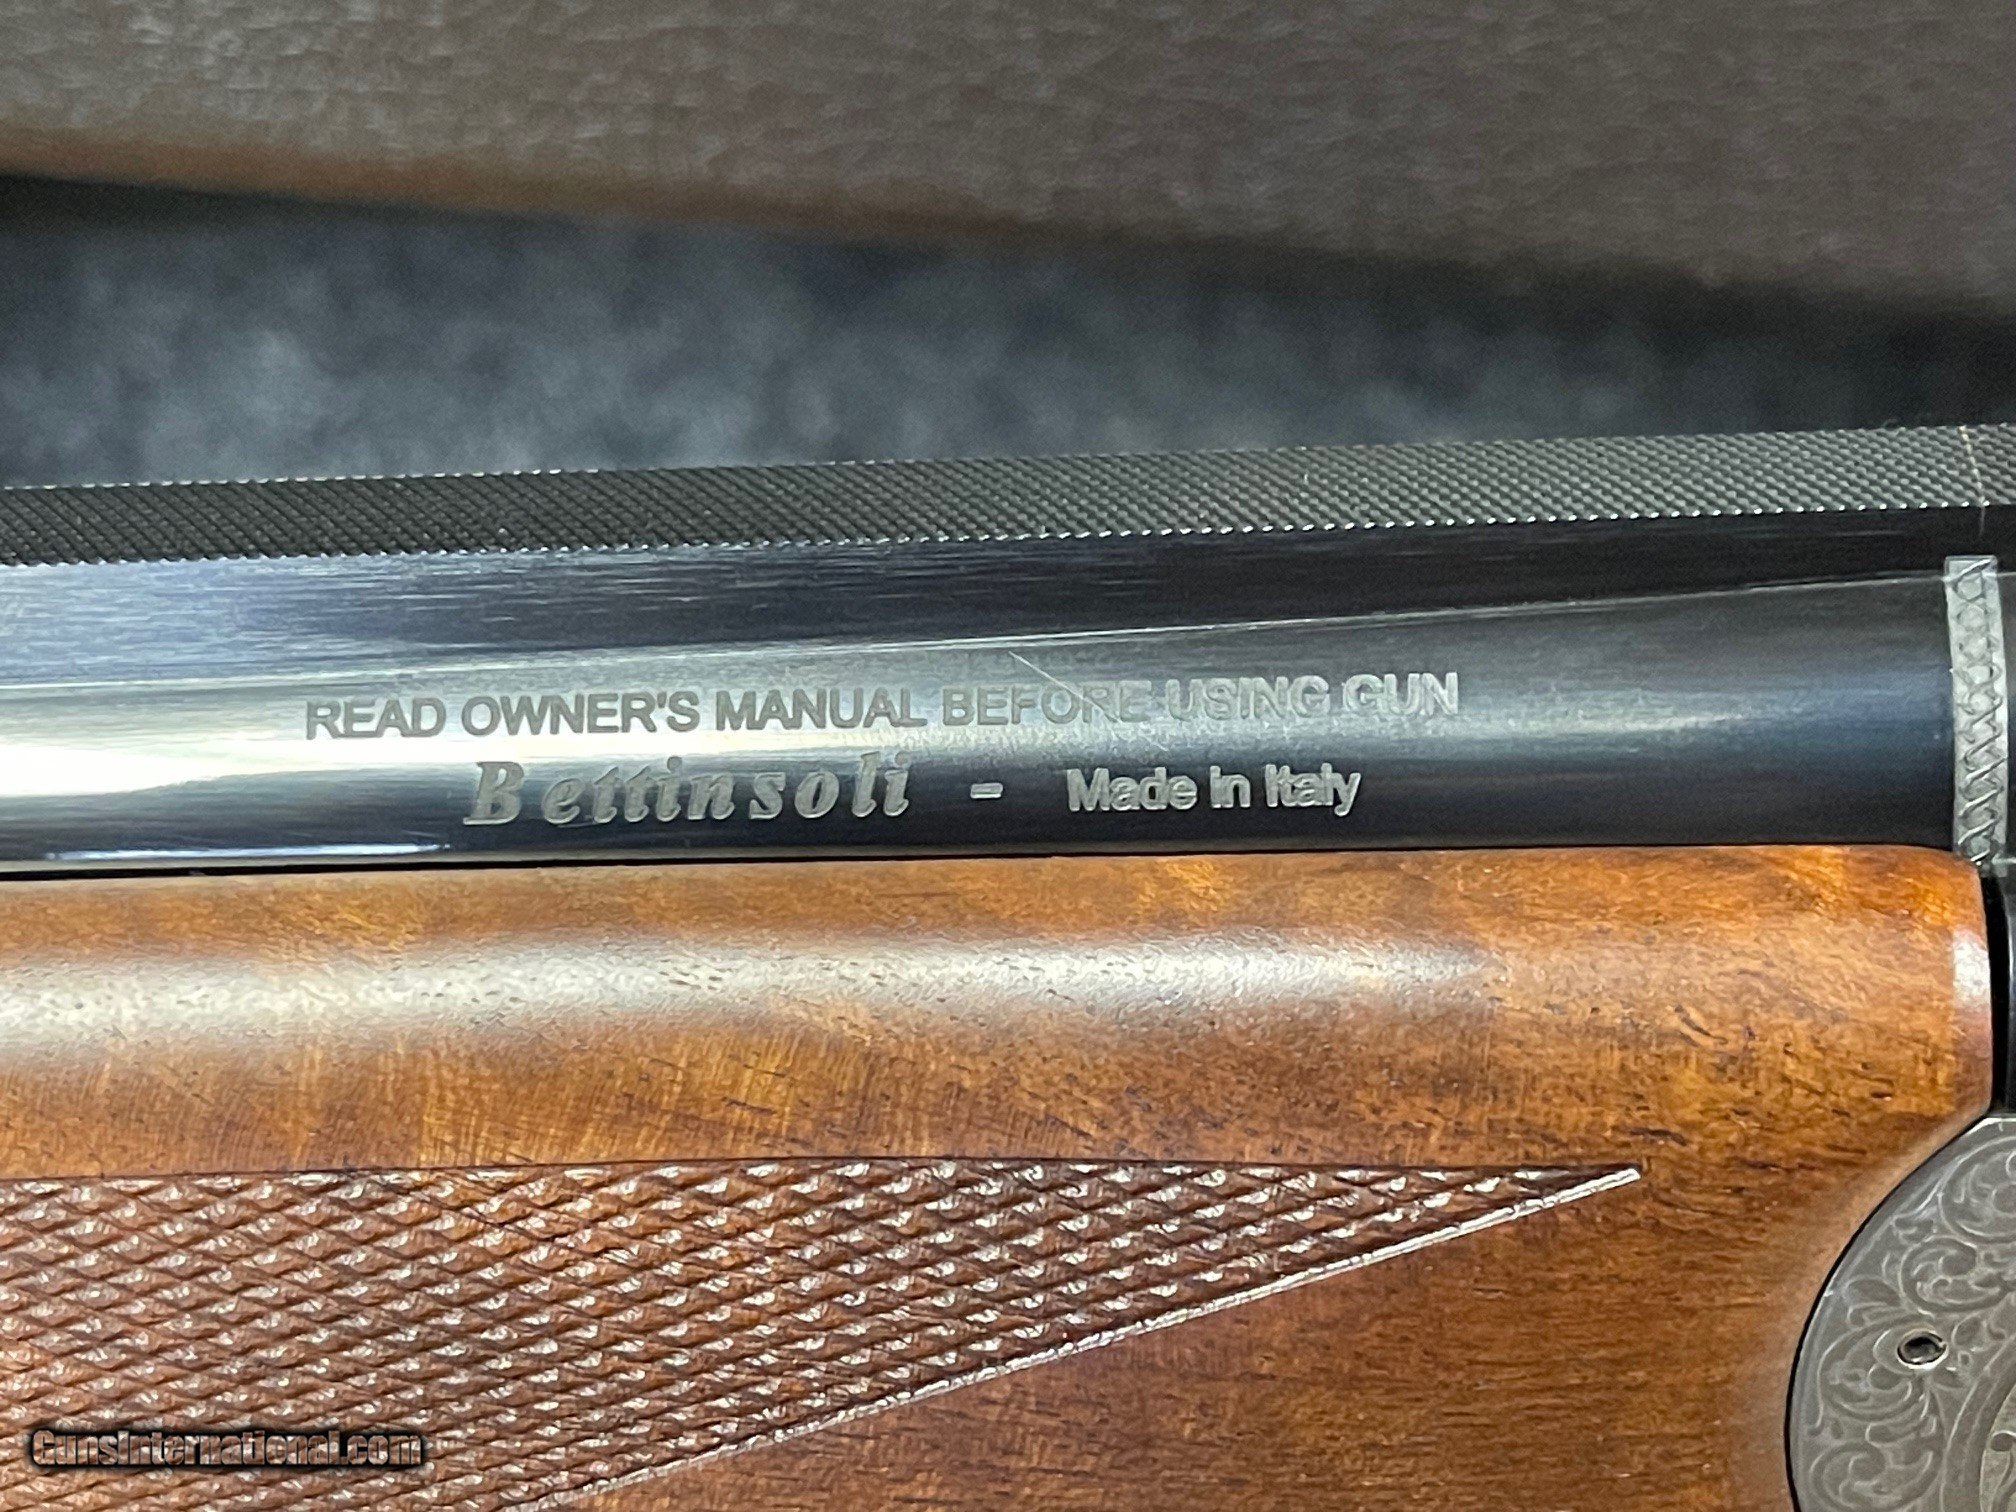 READ OWNER'S MANUAL BEFORE USING GUN
Bettinsoli - Made in Italy
GunsInternational.com